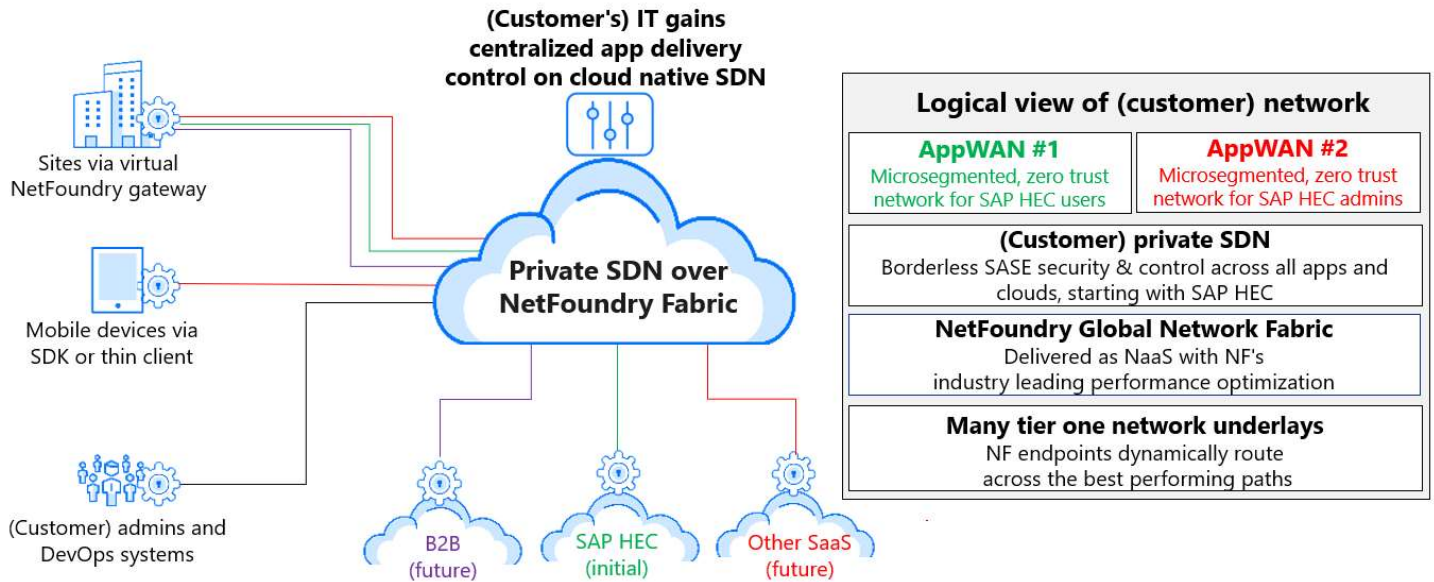 (Customer's) IT gains
centralized app delivery
control on cloud native SDN
Sites via virtual
NetFoundry gateway
Mobile devices via
SDK or thin client
(Customer) admins and
DevOps systems
Private SDN over
NetFoundry Fabric
B2B
(future)
SAP HEC
(initial)
Other SaaS
(future)
Logical view of (customer) network
AppWAN #1
Microsegmented, zero trust
network for SAP HEC users
AppWAN #2
Microsegmented, zero trust
network for SAP HEC admins
(Customer) private SDN
Borderless SASE security & control across all apps and
clouds, starting with SAP HEC
NetFoundry Global Network Fabric
Delivered as NaaS with NF's
industry leading performance optimization
Many tier one network underlays
NF endpoints dynamically route
across the best performing paths